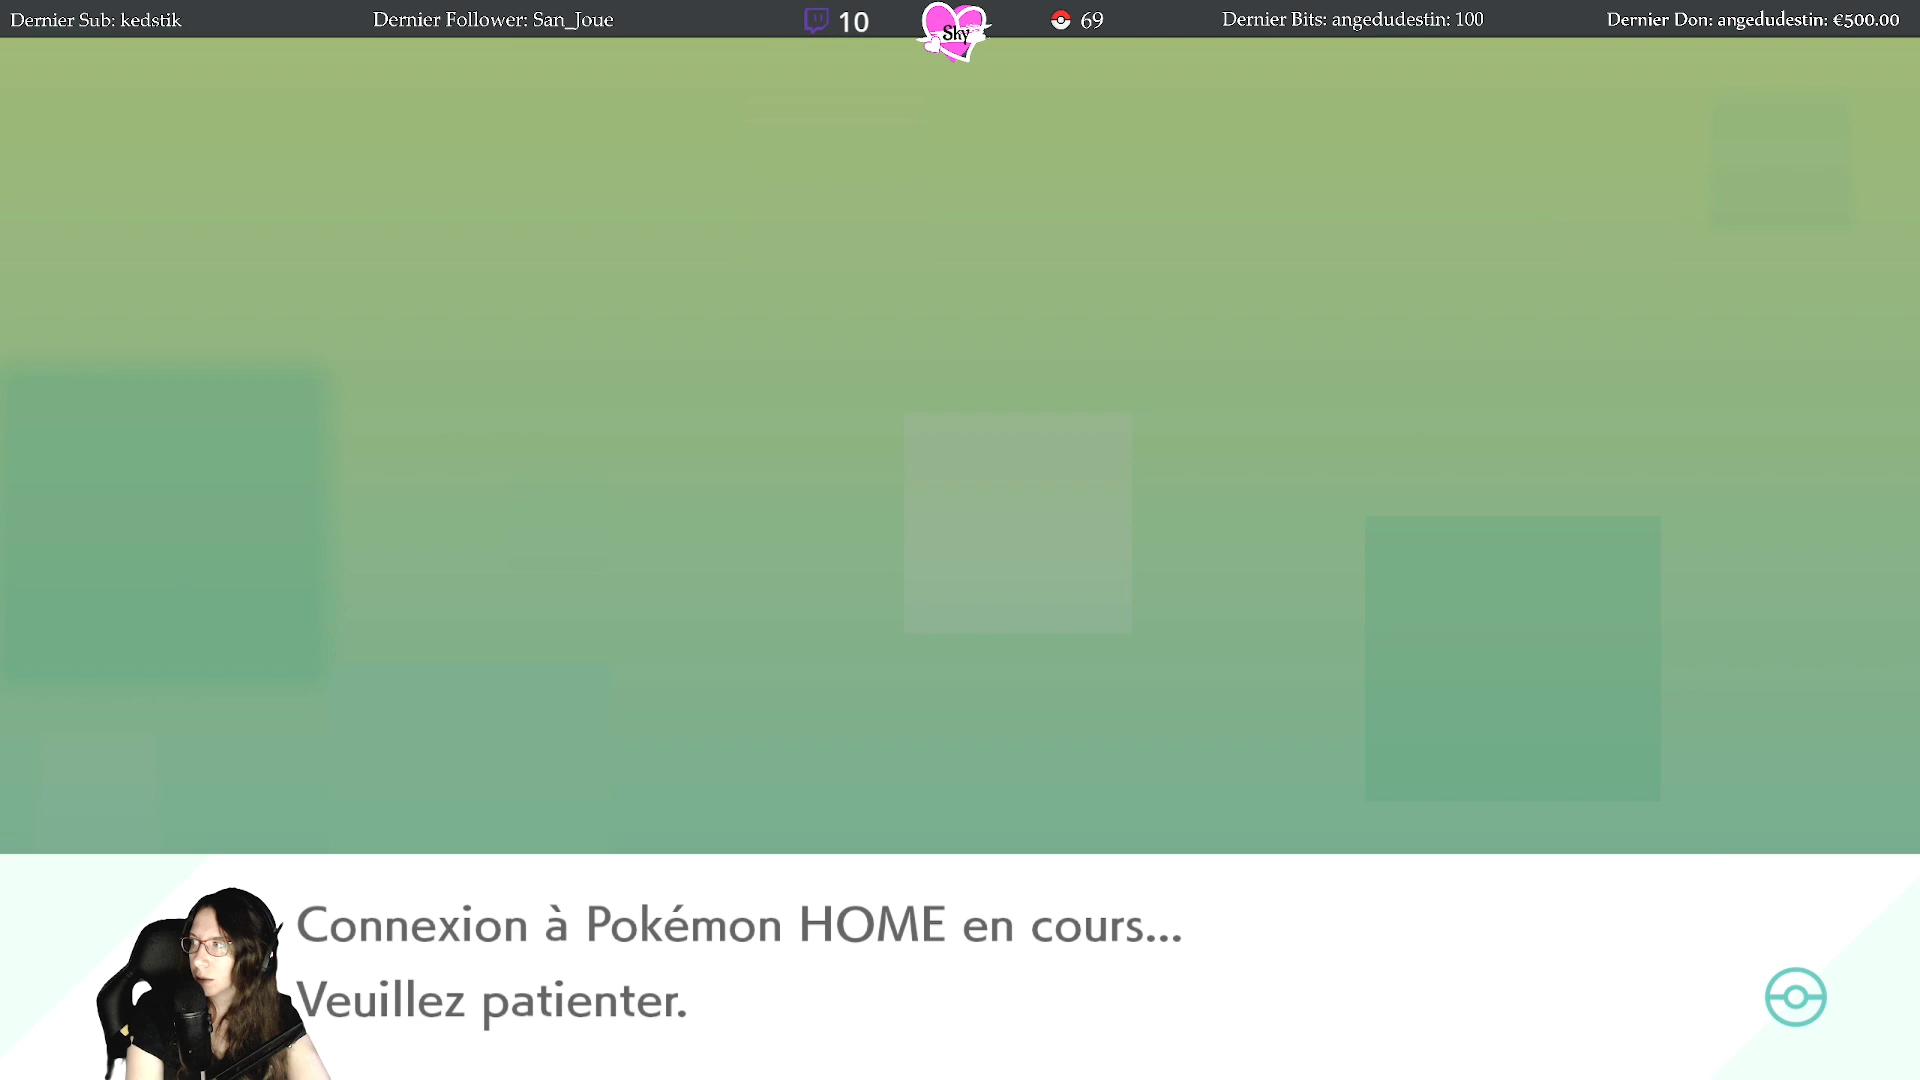 Dernier Sub: kedstik
Dernier Follower: San_Joue
10
Sky
69
Dernier Bits: angedudestin: 100
Dernier Don: angedudestin: €500.00
Connexion à Pokémon HOME en cours...
Veuillez patienter.